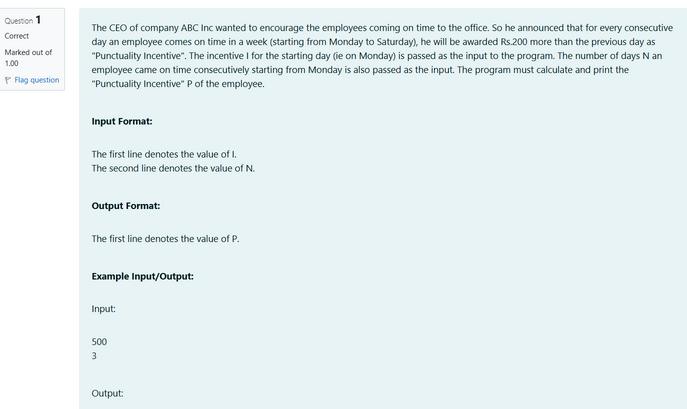 Question 1
Correct
Marked out of
1.00
Flag question
The CEO of company ABC Inc wanted to encourage the employees coming on time to the office. So he announced that for every consecutive
day an employee comes on time in a week (starting from Monday to Saturday), he will be awarded Rs.200 more than the previous day as
"Punctuality Incentive". The incentive I for the starting day (ie on Monday) is passed as the input to the program. The number of days N an
employee came on time consecutively starting from Monday is also passed as the input. The program must calculate and print the
"Punctuality Incentive" P of the employee.
Input Format:
The first line denotes the value of I.
The second line denotes the value of N.
Output Format:
The first line denotes the value of P.
Example Input/Output:
Input:
500
3
Output: